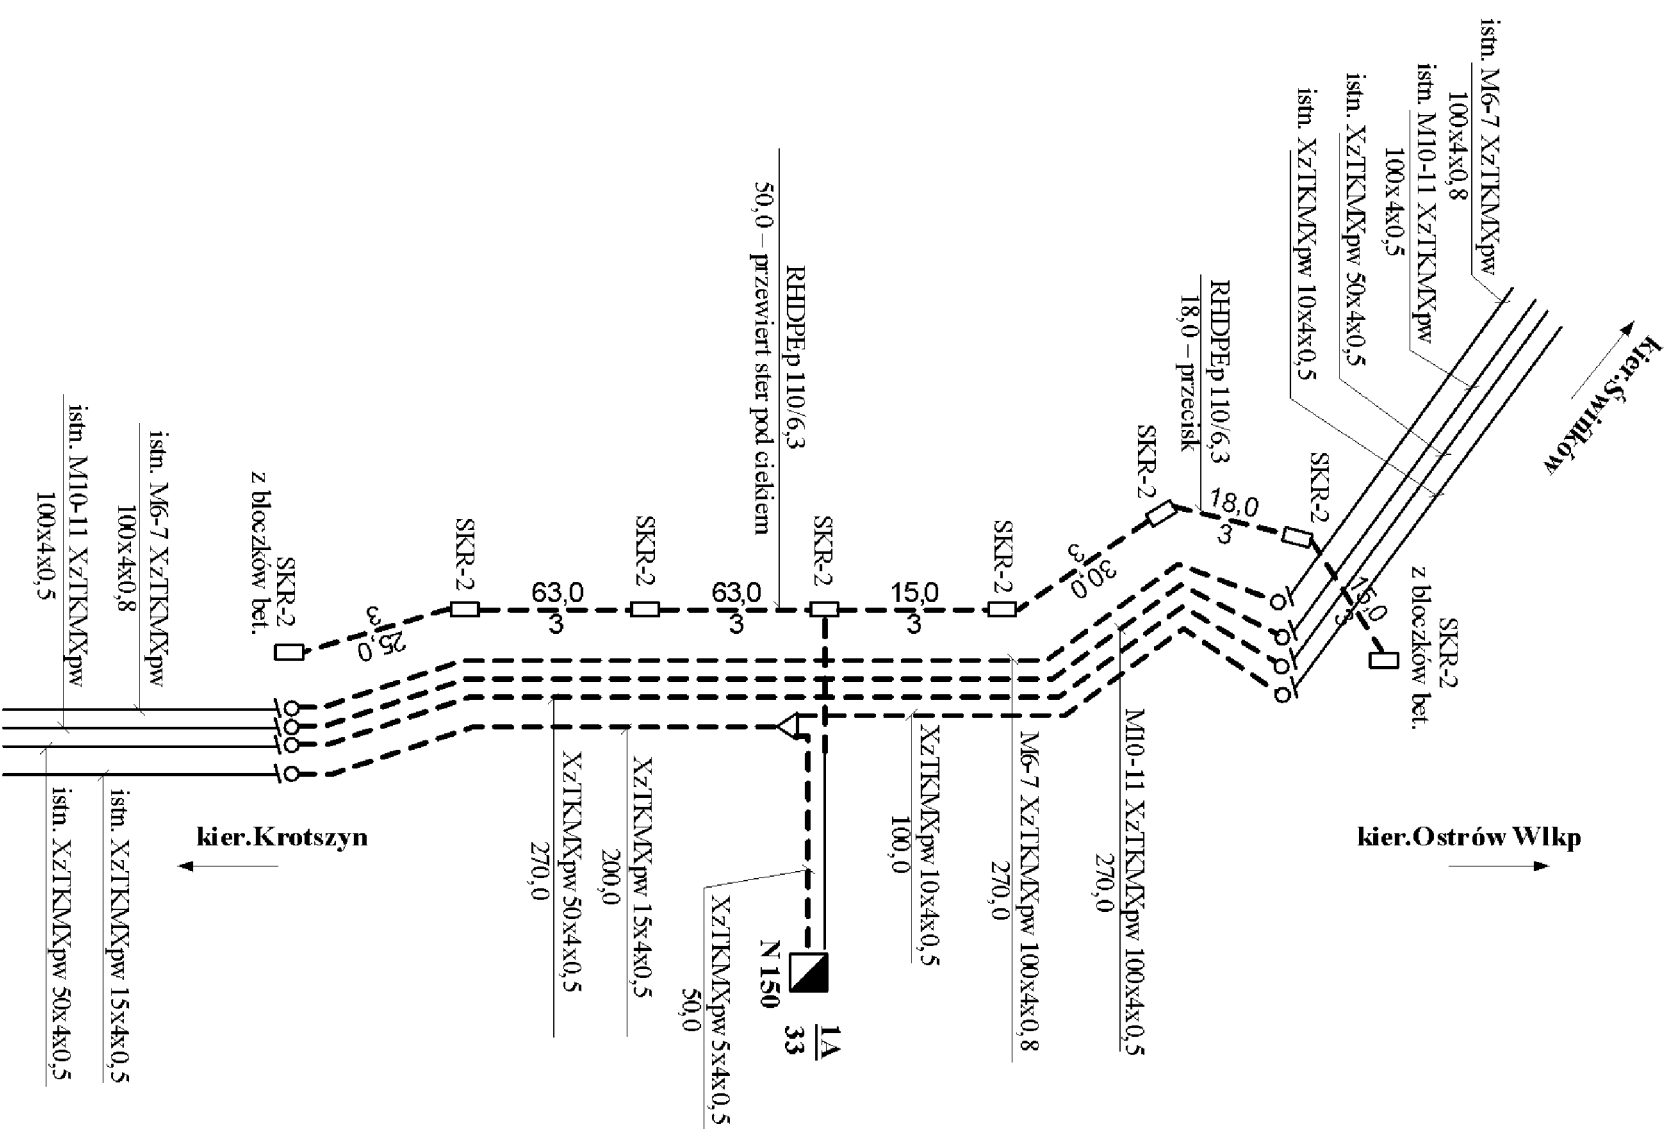 istn. M6-7 XzTKMXpw
100x4x0,8
istn. M10-11 XzTKMXpw
100x4x0,5
istn. XzTKMXpw 50x4x0,5
istn. XzTKMXpw 10x4x0,5
kier.Świnków
RHDPEp 110/6,3
18,0 – przecisk
RHDPEp 110/6,3
50,0 – przewiert ster pod ciekiem
SKR-2
z bloczków bet.
25,0
3
SKR-2
63,0
3
SKR-2
63,0
3
SKR-2
15,0
3
SKR-2
30,0
3
SKR-2
18,0
3
SKR-2
15,0
3
SKR-2
z bloczków bet.
istn. M6-7 XzTKMXpw
100x4x0,8
istn. M10-11 XzTKMXpw
100x4x0,5
istn. XzTKMXpw 15x4x0,5
istn. XzTKMXpw 50x4x0,5
kier.Krotszyn
kier.Ostrów Wlkp
M10-11 XzTKMXpw 100x4x0,5
270,0
M6-7 XzTKMXpw 100x4x0,8
270,0
XzTKMXpw 10x4x0,5
100,0
XzTKMXpw 15x4x0,5
200,0
XzTKMXpw 50x4x0,5
270,0
XzTKMXpw 5x4x0,5
50,0
N 150
1A
33